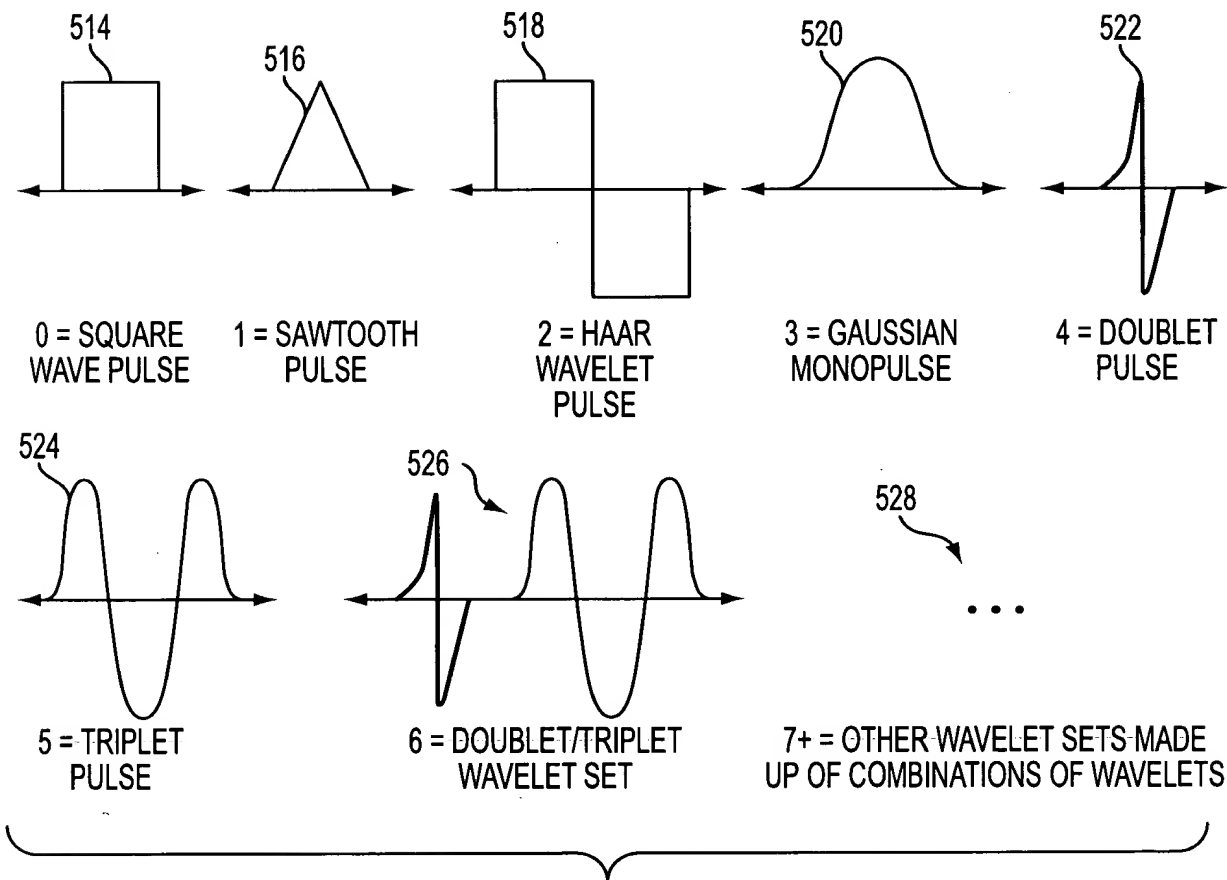 514
516
518
520
522
0 = SQUARE
WAVE PULSE
1 = SAWTOOTH
PULSE
2 = HAAR
WAVELET
PULSE
3 = GAUSSIAN
MONOPULSE
4 = DOUBLET
PULSE
524
526
528
5 = TRIPLET
PULSE
6 = DOUBLET/TRIPLET
WAVELET SET
7+ = OTHER WAVELET SETS MADE
UP OF COMBINATIONS OF WAVELETS